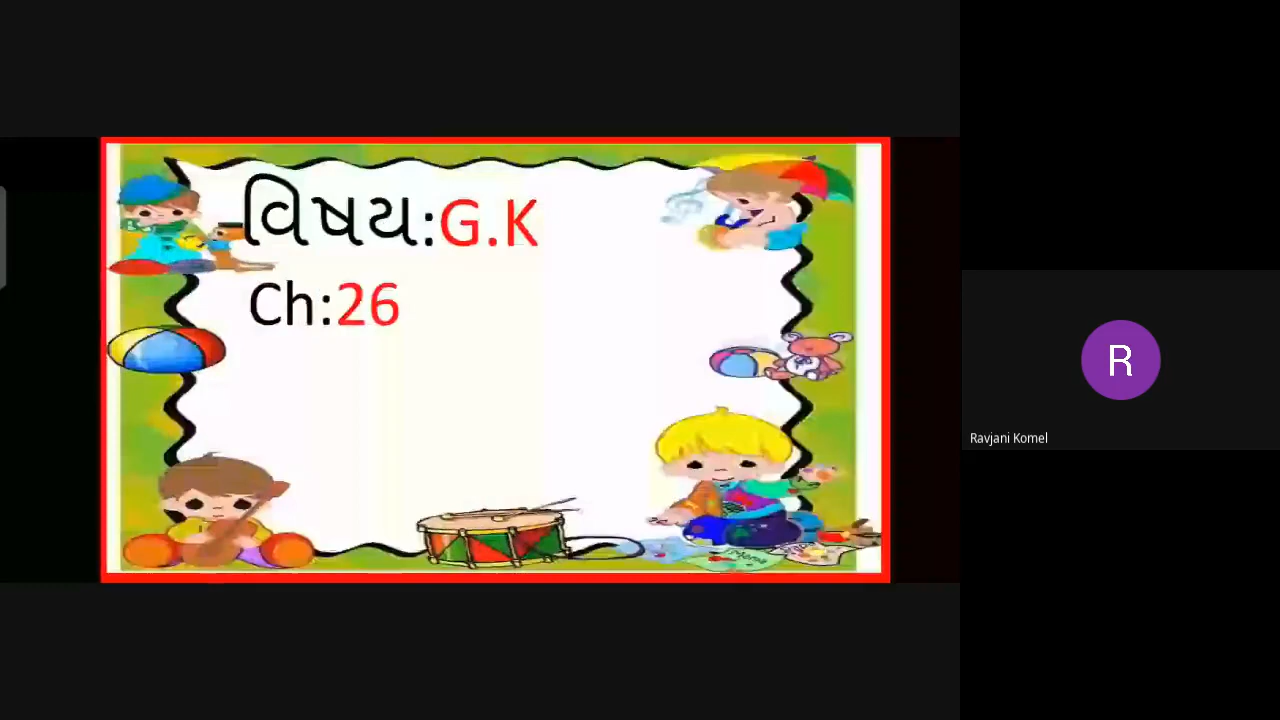 વિષય:G.K
Ch:26
R
Ravjani Komel